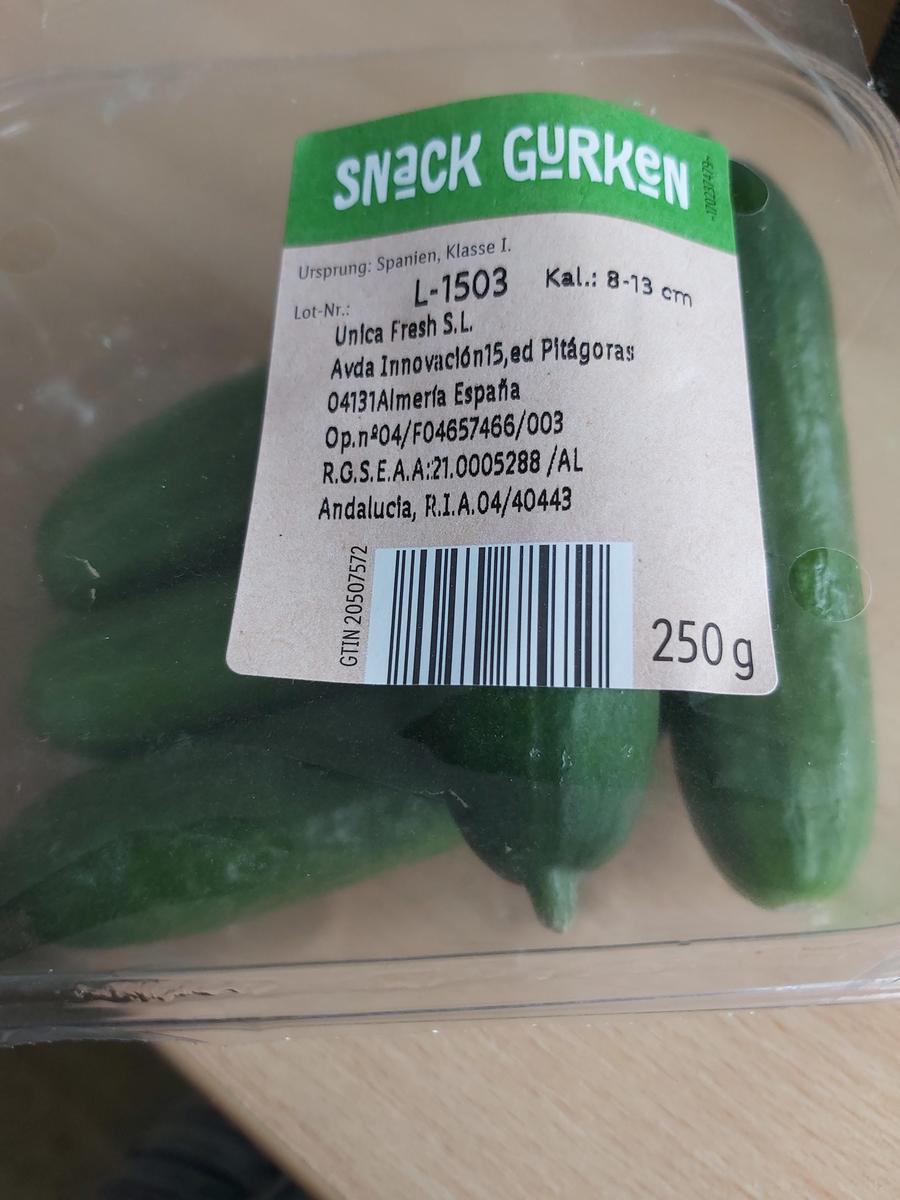 SNaCK GURKeN
-170237479-
Ursprung: Spanien, Klasse I.
Lot-Nr.: L-1503 Kal.: 8-13 cm
Unica Fresh S.L.
Avda Innovación15,ed Pitágoras
04131Almería España
Op.nº04/F04657466/003
R.G.S.E.A.A:21.0005288 /AL
Andalucia, R.I.A.04/40443
GTIN 20507572
250 g